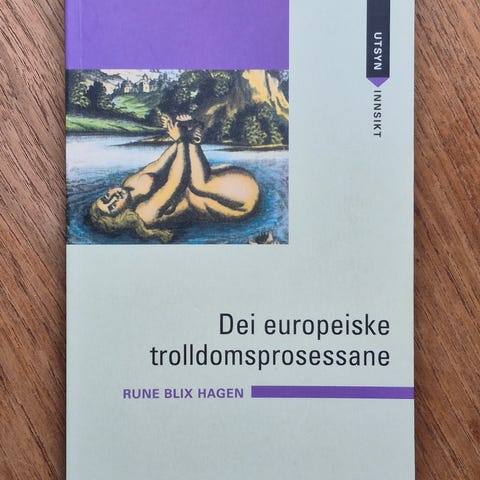 UTSYN
INNSIKT
Dei europeiske
trolldomsprosessane
RUNE BLIX HAGEN